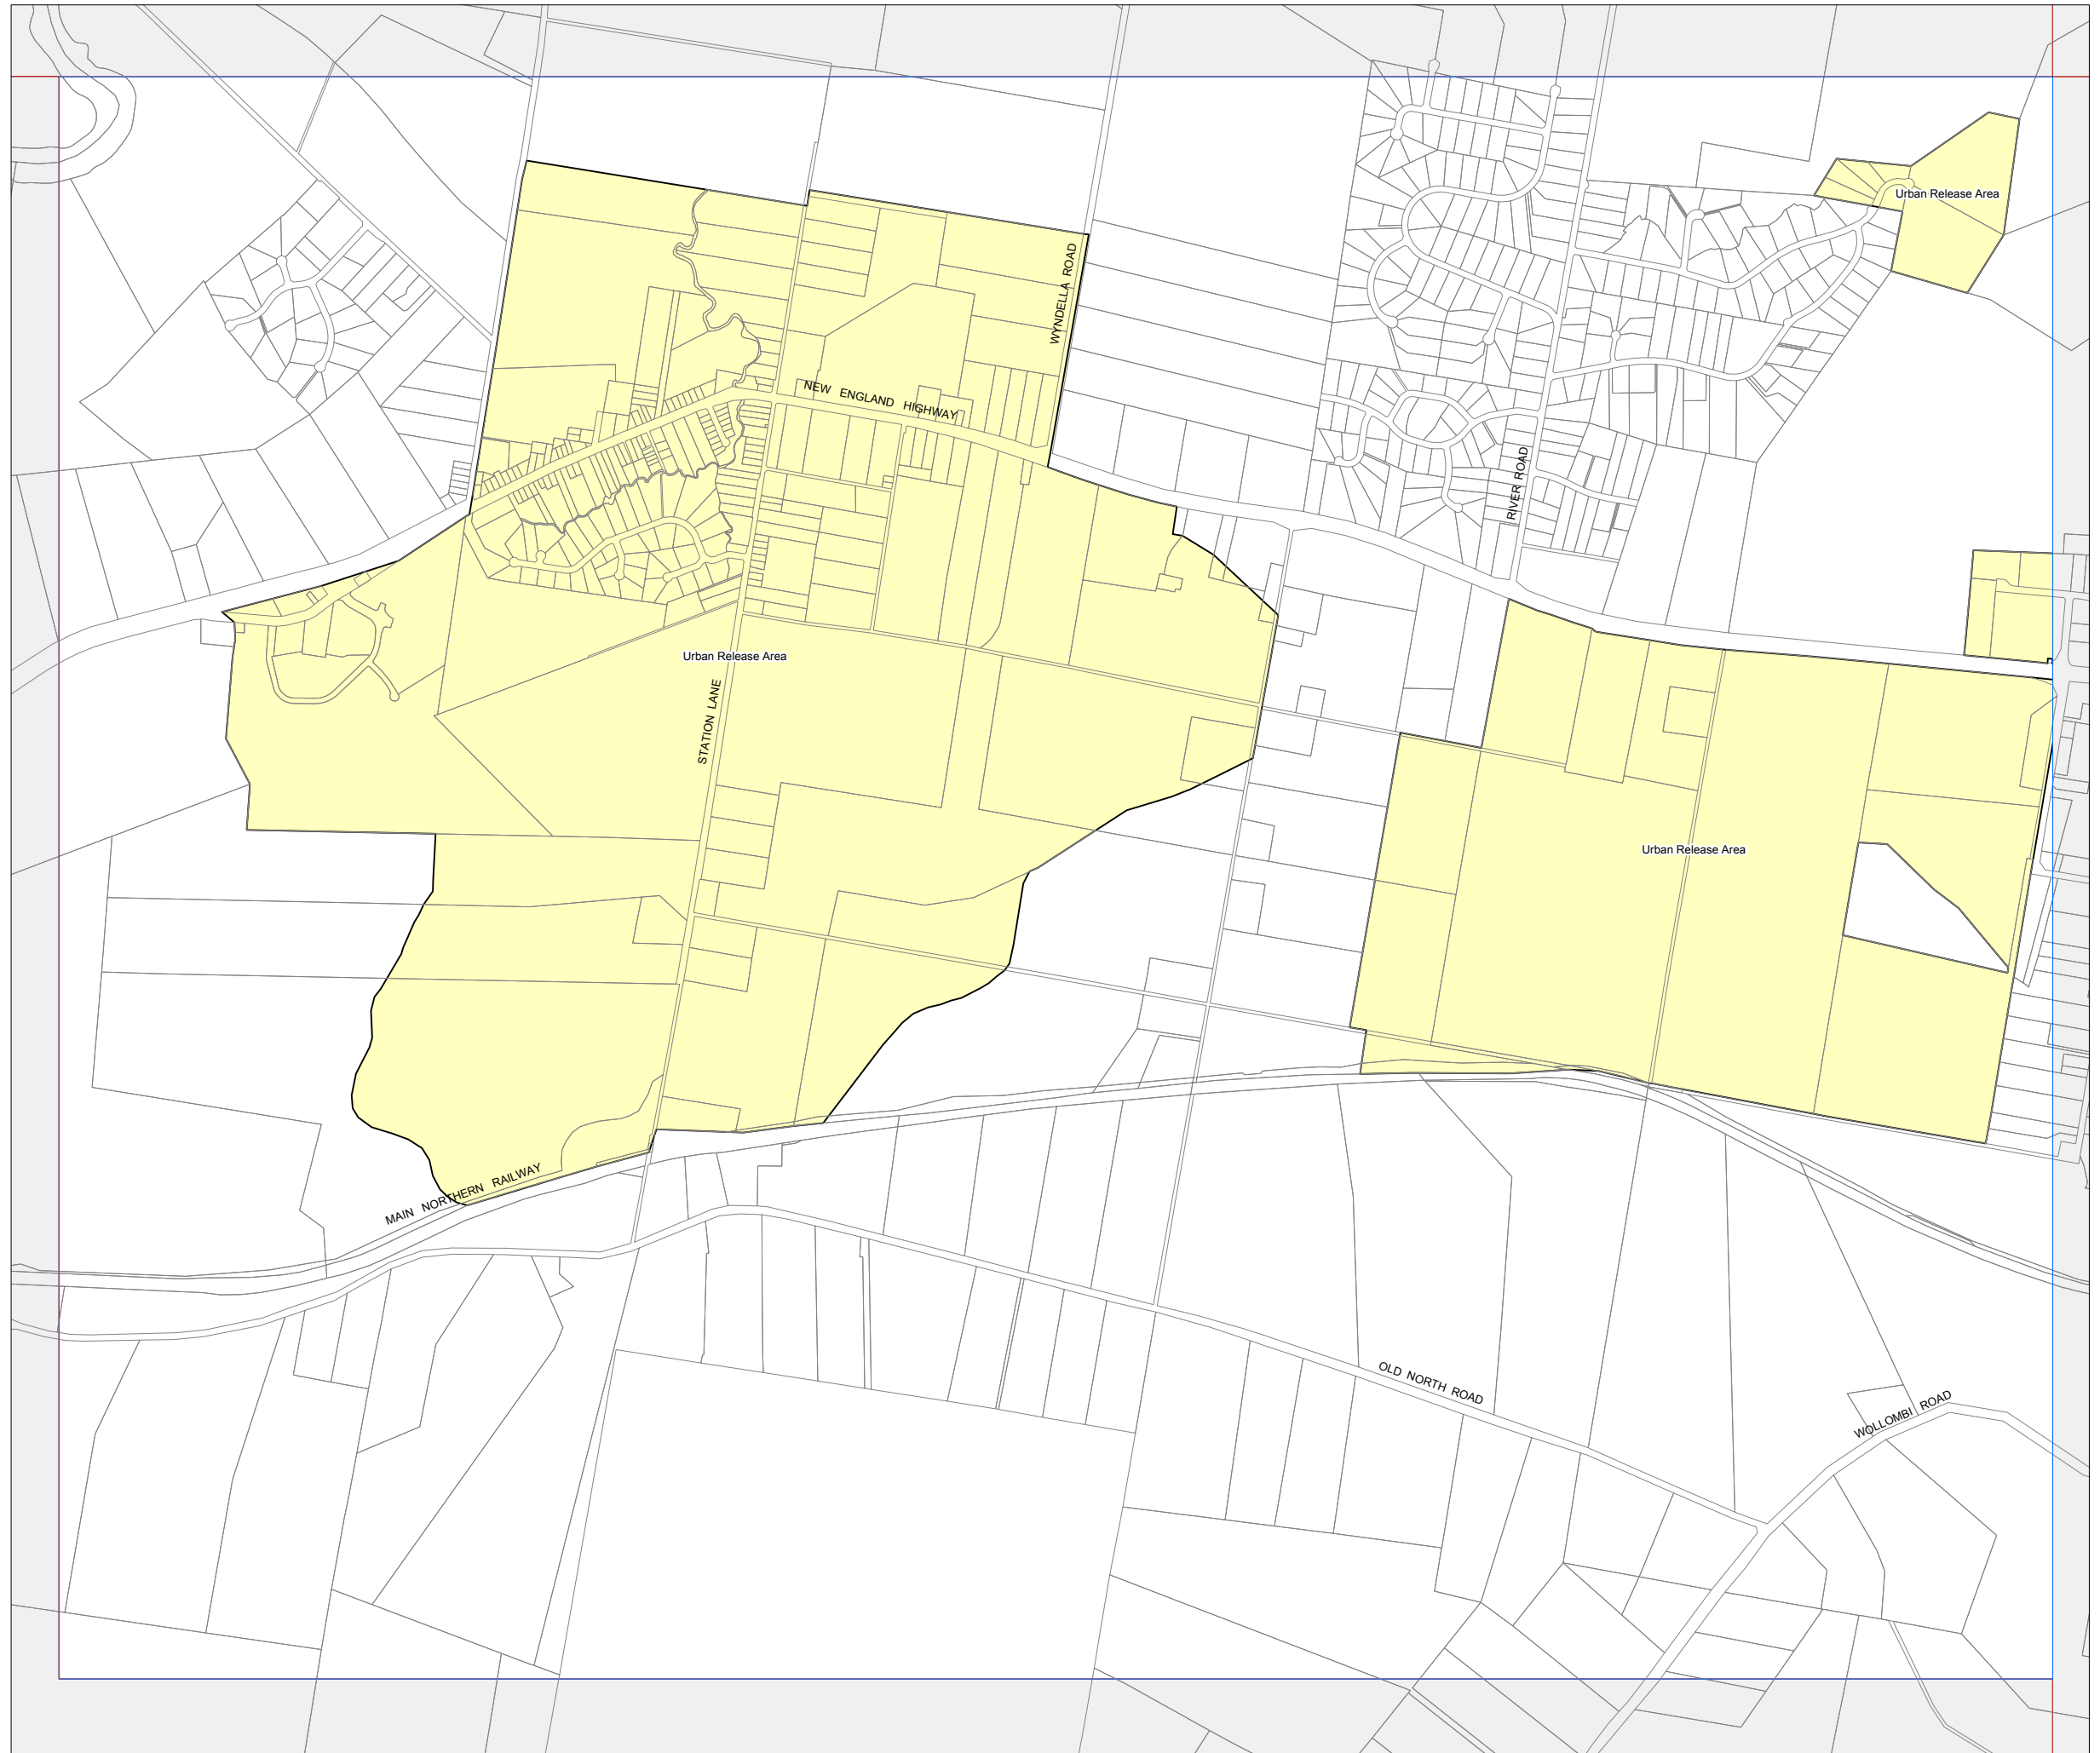 Urban Release Area
WYNDELLA ROAD
NEW ENGLAND HIGHWAY
RIVER ROAD
Urban Release Area
STATION LANE
Urban Release Area
MAIN NORTHERN RAILWAY
OLD NORTH ROAD
WOLLOMBI ROAD